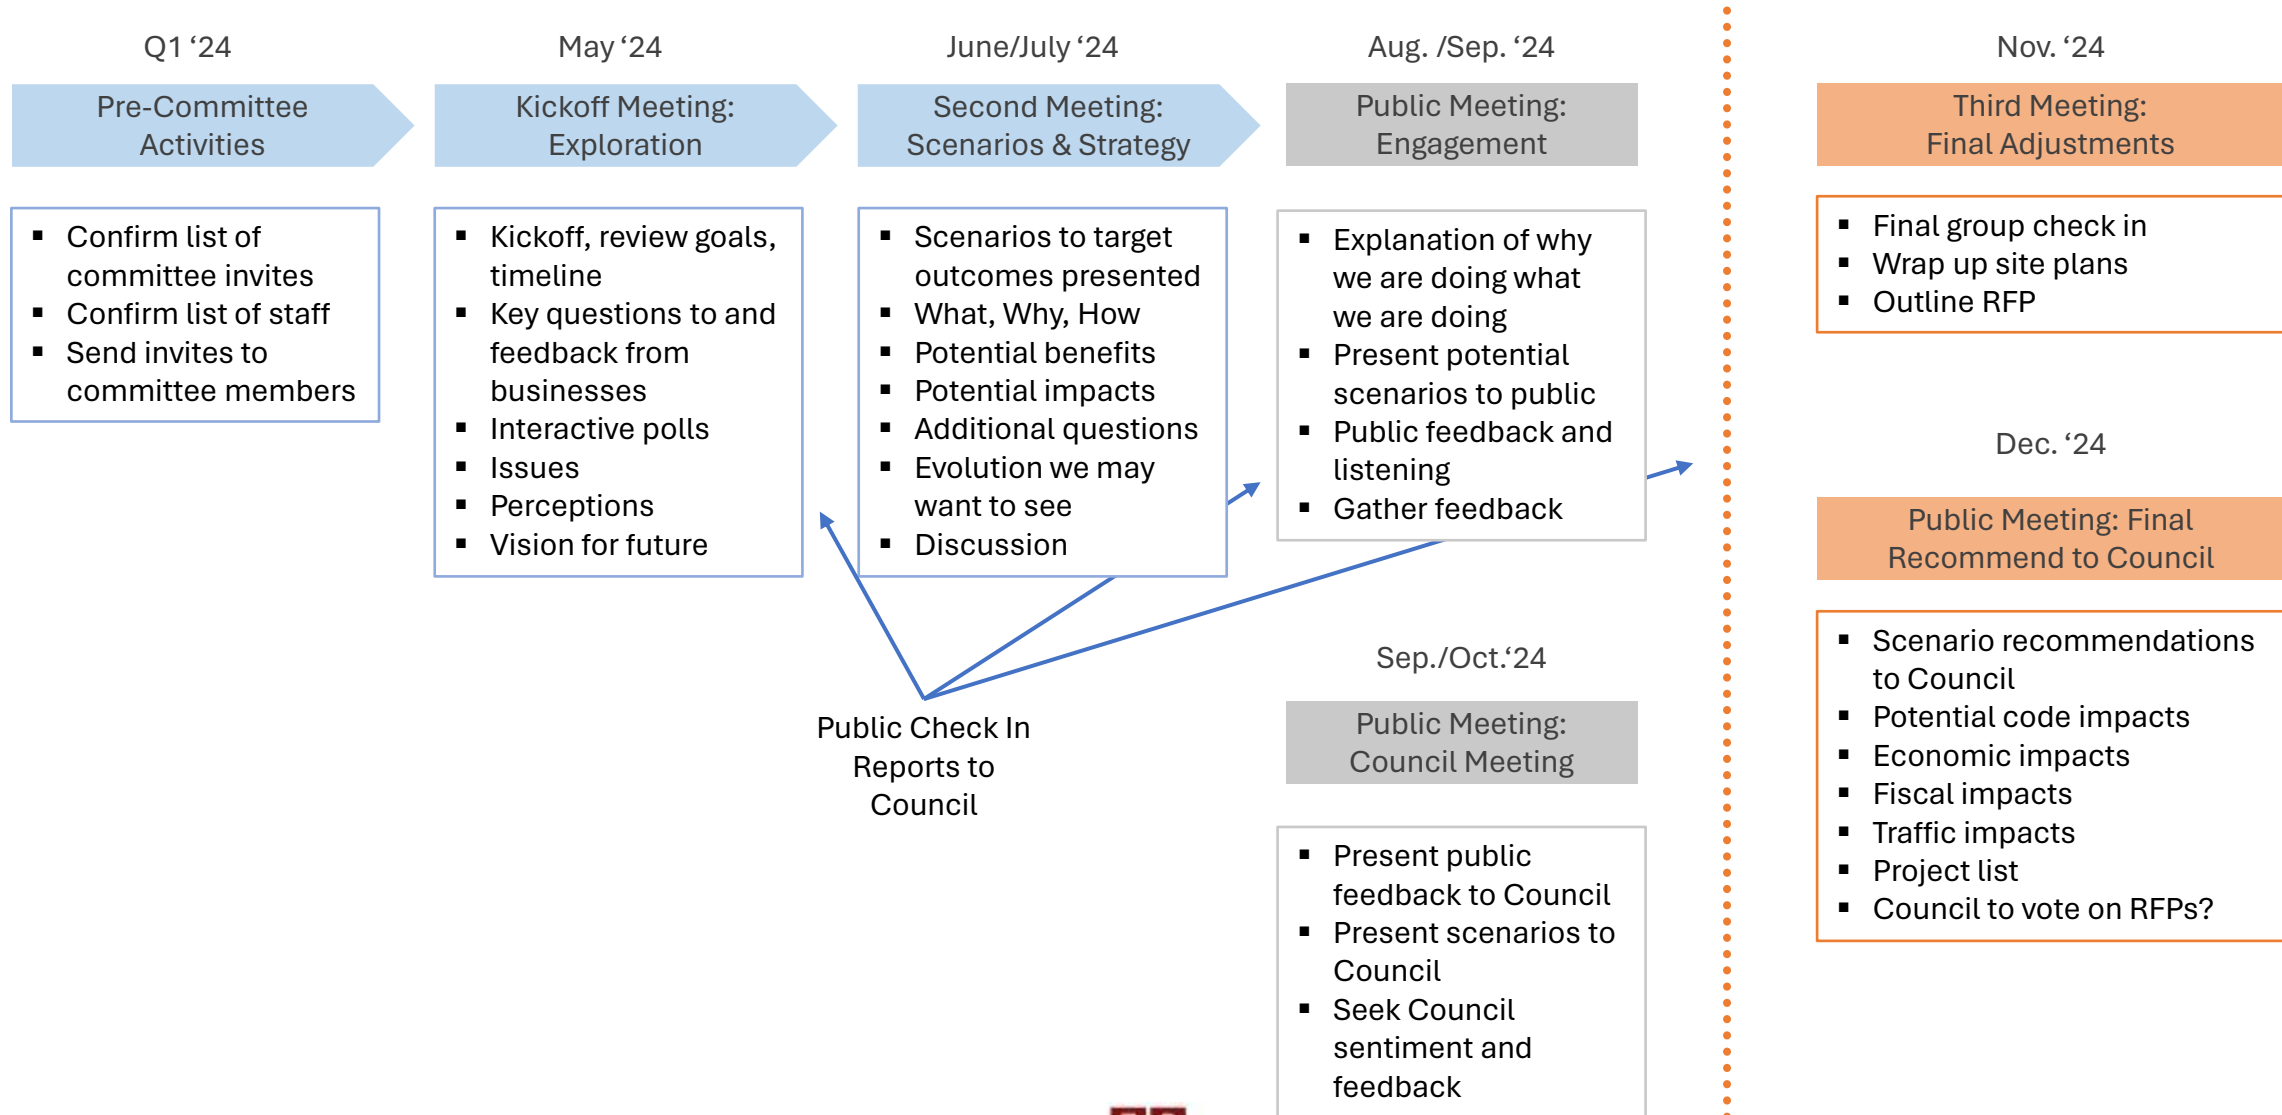 Q1 ‘24
Pre-Committee
Activities
▪ Confirm list of
committee invites
▪ Confirm list of staff
▪ Send invites to
committee members
May ‘24
Kickoff Meeting:
Exploration
▪ Kickoff, review goals,
timeline
▪ Key questions to and
feedback from
businesses
▪ Interactive polls
▪ Issues
▪ Perceptions
▪ Vision for future
June/July ‘24
Second Meeting:
Scenarios & Strategy
▪ Scenarios to target
outcomes presented
▪ What, Why, How
▪ Potential benefits
▪ Potential impacts
▪ Additional questions
▪ Evolution we may
want to see
▪ Discussion
Public Check In
Reports to
Council
Aug. /Sep. ‘24
Public Meeting:
Engagement
▪ Explanation of why
we are doing what
we are doing
▪ Present potential
scenarios to public
▪ Public feedback and
listening
▪ Gather feedback
Sep./Oct.‘24
Public Meeting:
Council Meeting
▪ Present public
feedback to Council
▪ Present scenarios to
Council
▪ Seek Council
sentiment and
feedback
Nov. ‘24
Third Meeting:
Final Adjustments
▪ Final group check in
▪ Wrap up site plans
▪ Outline RFP
Dec. ‘24
Public Meeting: Final
Recommend to Council
▪ Scenario recommendations
to Council
▪ Potential code impacts
▪ Economic impacts
▪ Fiscal impacts
▪ Traffic impacts
▪ Project list
▪ Council to vote on RFPs?